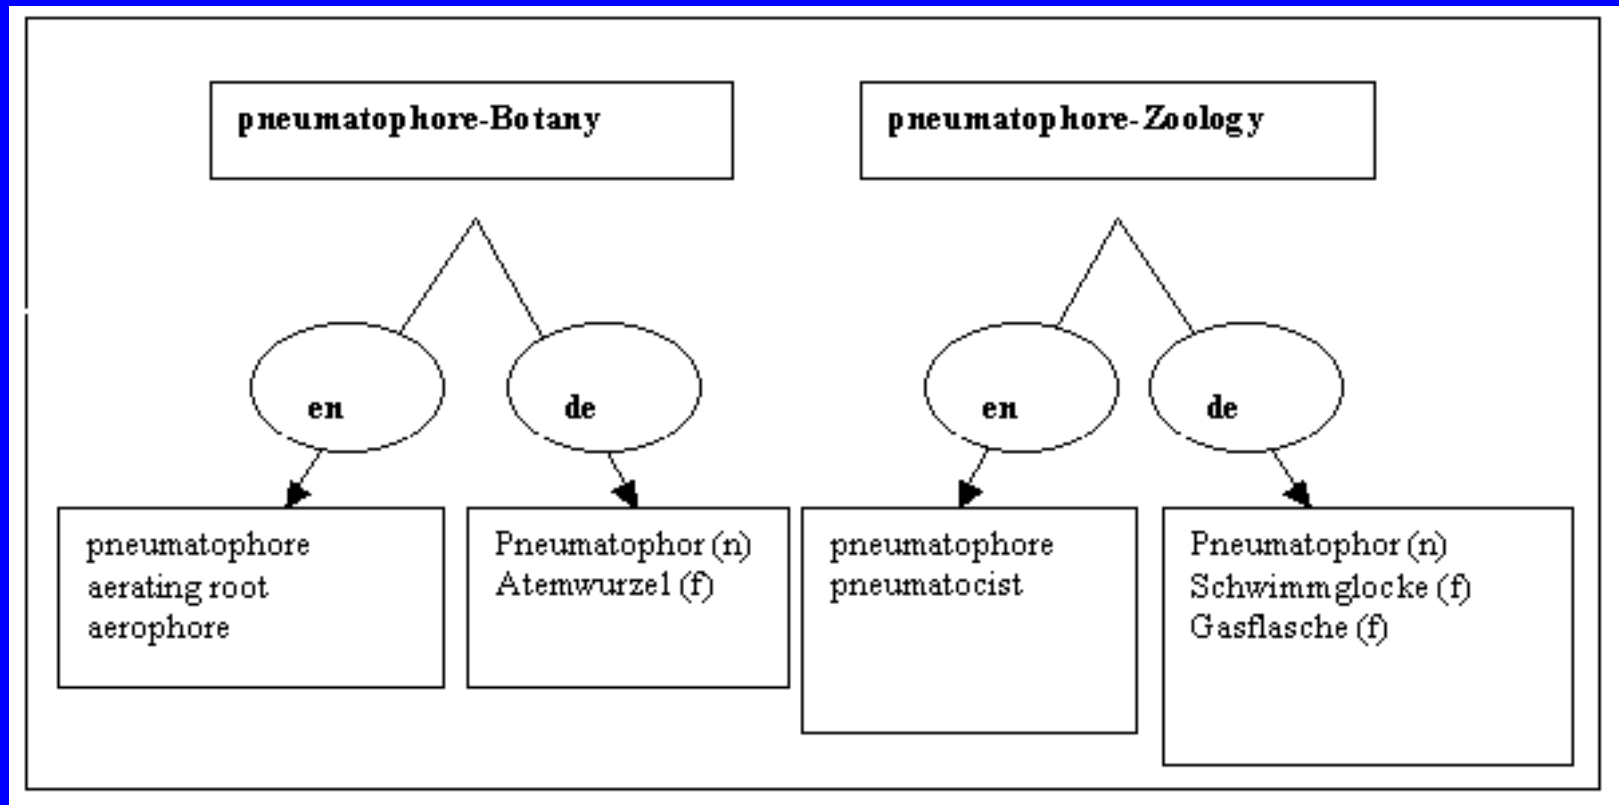 pneumatophore-Botany
pneumatophore-Zoology
en
de
en
de
pneumatophore
aerating root
aerophore
Pneumatophor (n)
Atemwurzel (f)
pneumatophore
pneumatocist
Pneumatophor (n)
Schwimmglocke (f)
Gasflasche (f)